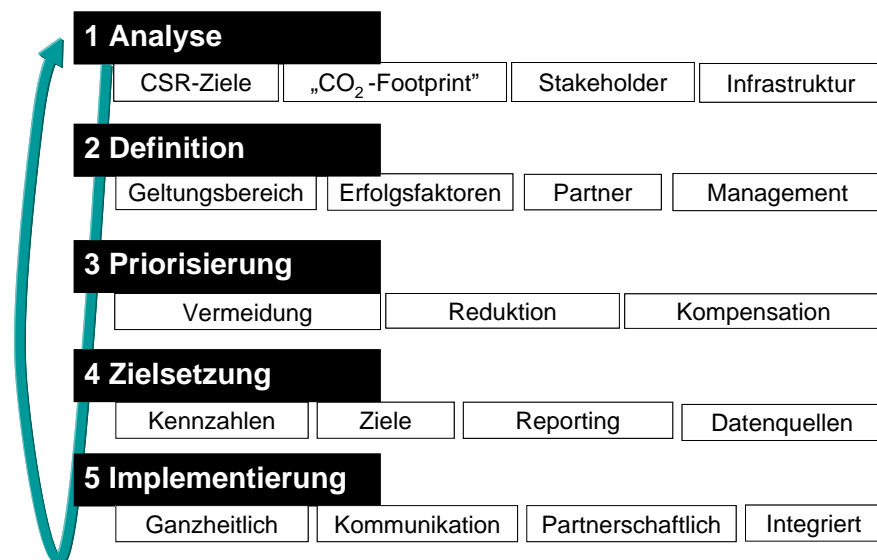 1 Analyse
CSR-Ziele „CO₂-Footprint” Stakeholder Infrastruktur
2 Definition
Geltungsbereich Erfolgsfaktoren Partner Management
3 Priorisierung
Vermeidung Reduktion Kompensation
4 Zielsetzung
Kennzahlen Ziele Reporting Datenquellen
5 Implementierung
Ganzheitlich Kommunikation Partnerschaftlich Integriert